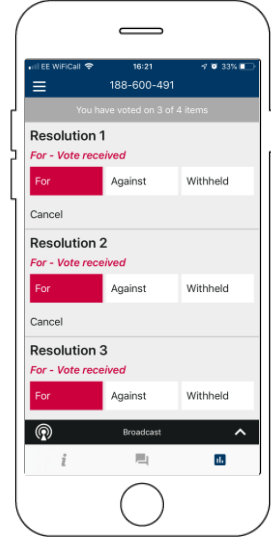 EE WiFiCall 16:21 33%
188-600-491
You have voted on 3 of 4 items
Resolution 1
For - Vote received
For Against Withheld
Cancel
Resolution 2
For - Vote received
For Against Withheld
Cancel
Resolution 3
For - Vote received
For Against Withheld
Broadcast
i